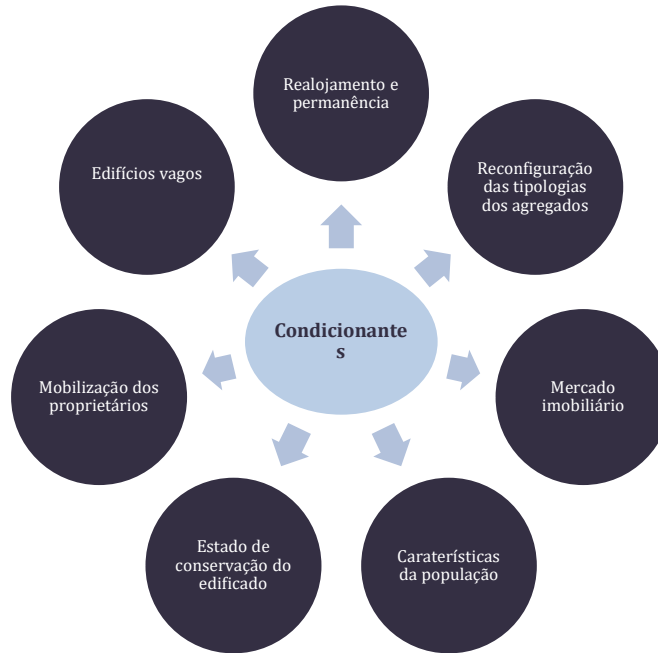 Realojamento e
permanência
Reconfiguração
das tipologias
dos agregados
Mercado
imobiliário
Caraterísticas
da população
Estado de
conservação do
edificado
Mobilização dos
proprietários
Edifícios vagos
Condicionante
s